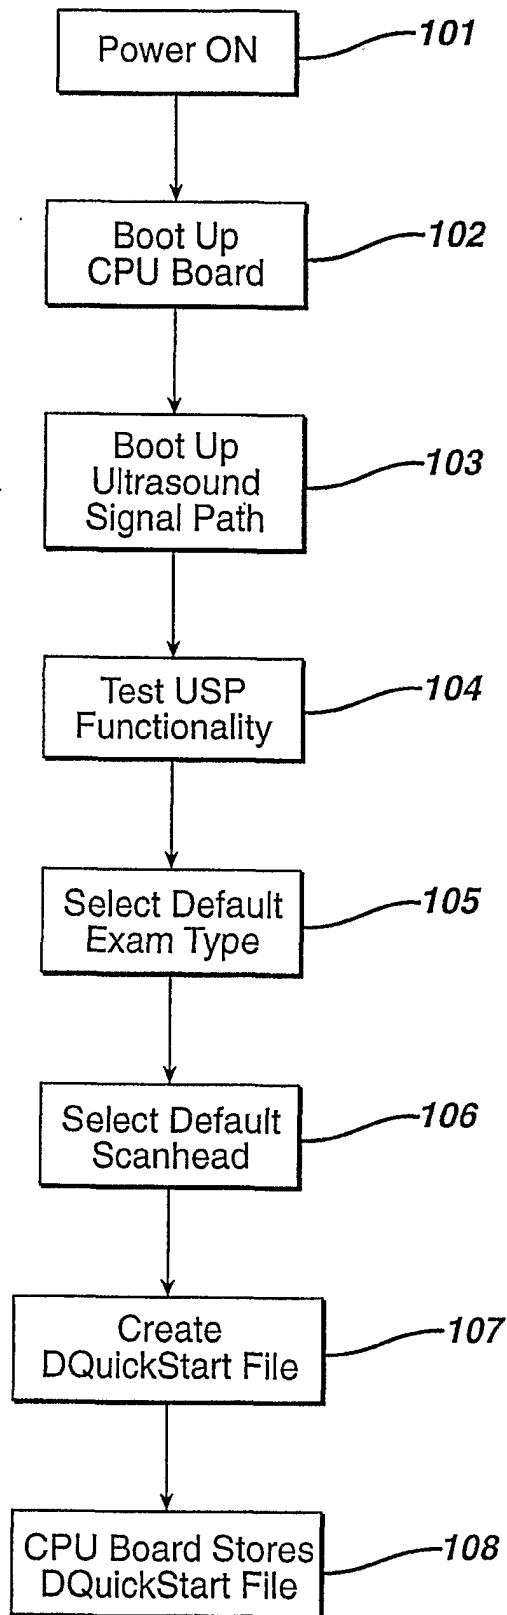 Power ON
101
Boot Up
CPU Board
102
Boot Up
Ultrasound
Signal Path
103
Test USP
Functionality
104
Select Default
Exam Type
105
Select Default
Scanhead
106
Create
DQuickStart File
107
CPU Board Stores
DQuickStart File
108